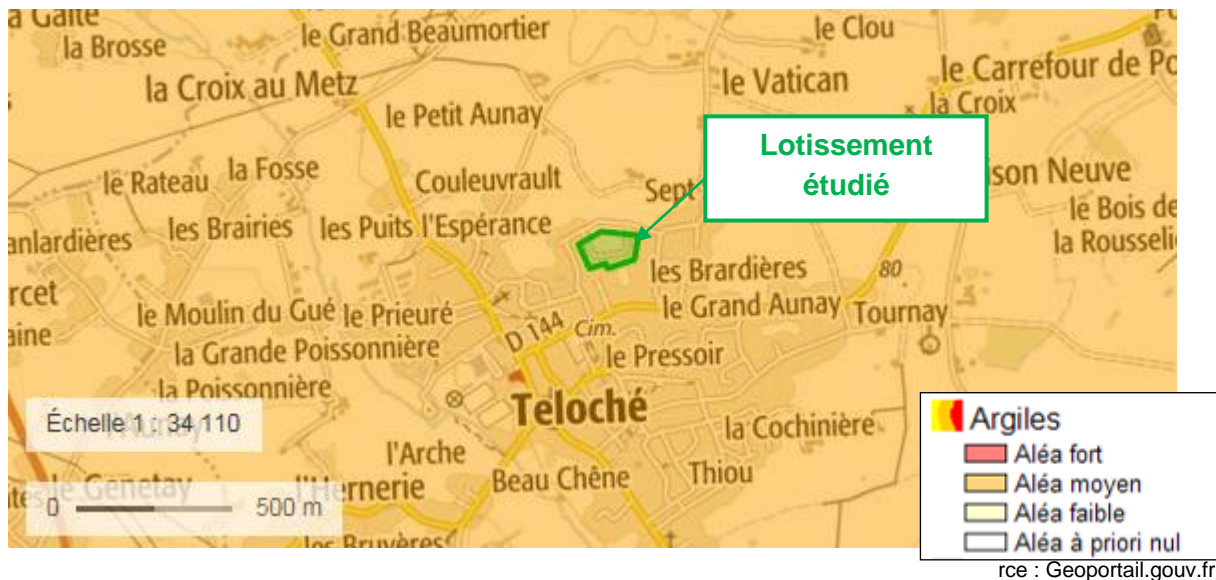 a Gaîte
la Brosse
le Grand Beaumortier
le Clou
la Croix au Metz
le Vatican
le Carrefour de Po
la Croix
le Petit Aunay
Lotissement
étudié
le Rateau
la Fosse
Couleuvrault
Sept
ison Neuve
anlardières
les Brairies
les Puits
l'Espérance
le Bois de
la Rousseli
les Brardières
80
rcet
aine
le Moulin du Gué
le Prieuré
le Grand Aunay
Tournay
D 144
Cim.
la Grande Poissonnière
le Pressoir
la Poissonnière
Teloché
Échelle 1 : 34 110
la Cochinière
l'Arche
Beau Chêne
Thiou
le Genetay
l'Hernerie
0
500 m
les Bruyères
Argiles
Aléa fort
Aléa moyen
Aléa faible
Aléa à priori nul
rce : Geoportail.gouv.fr